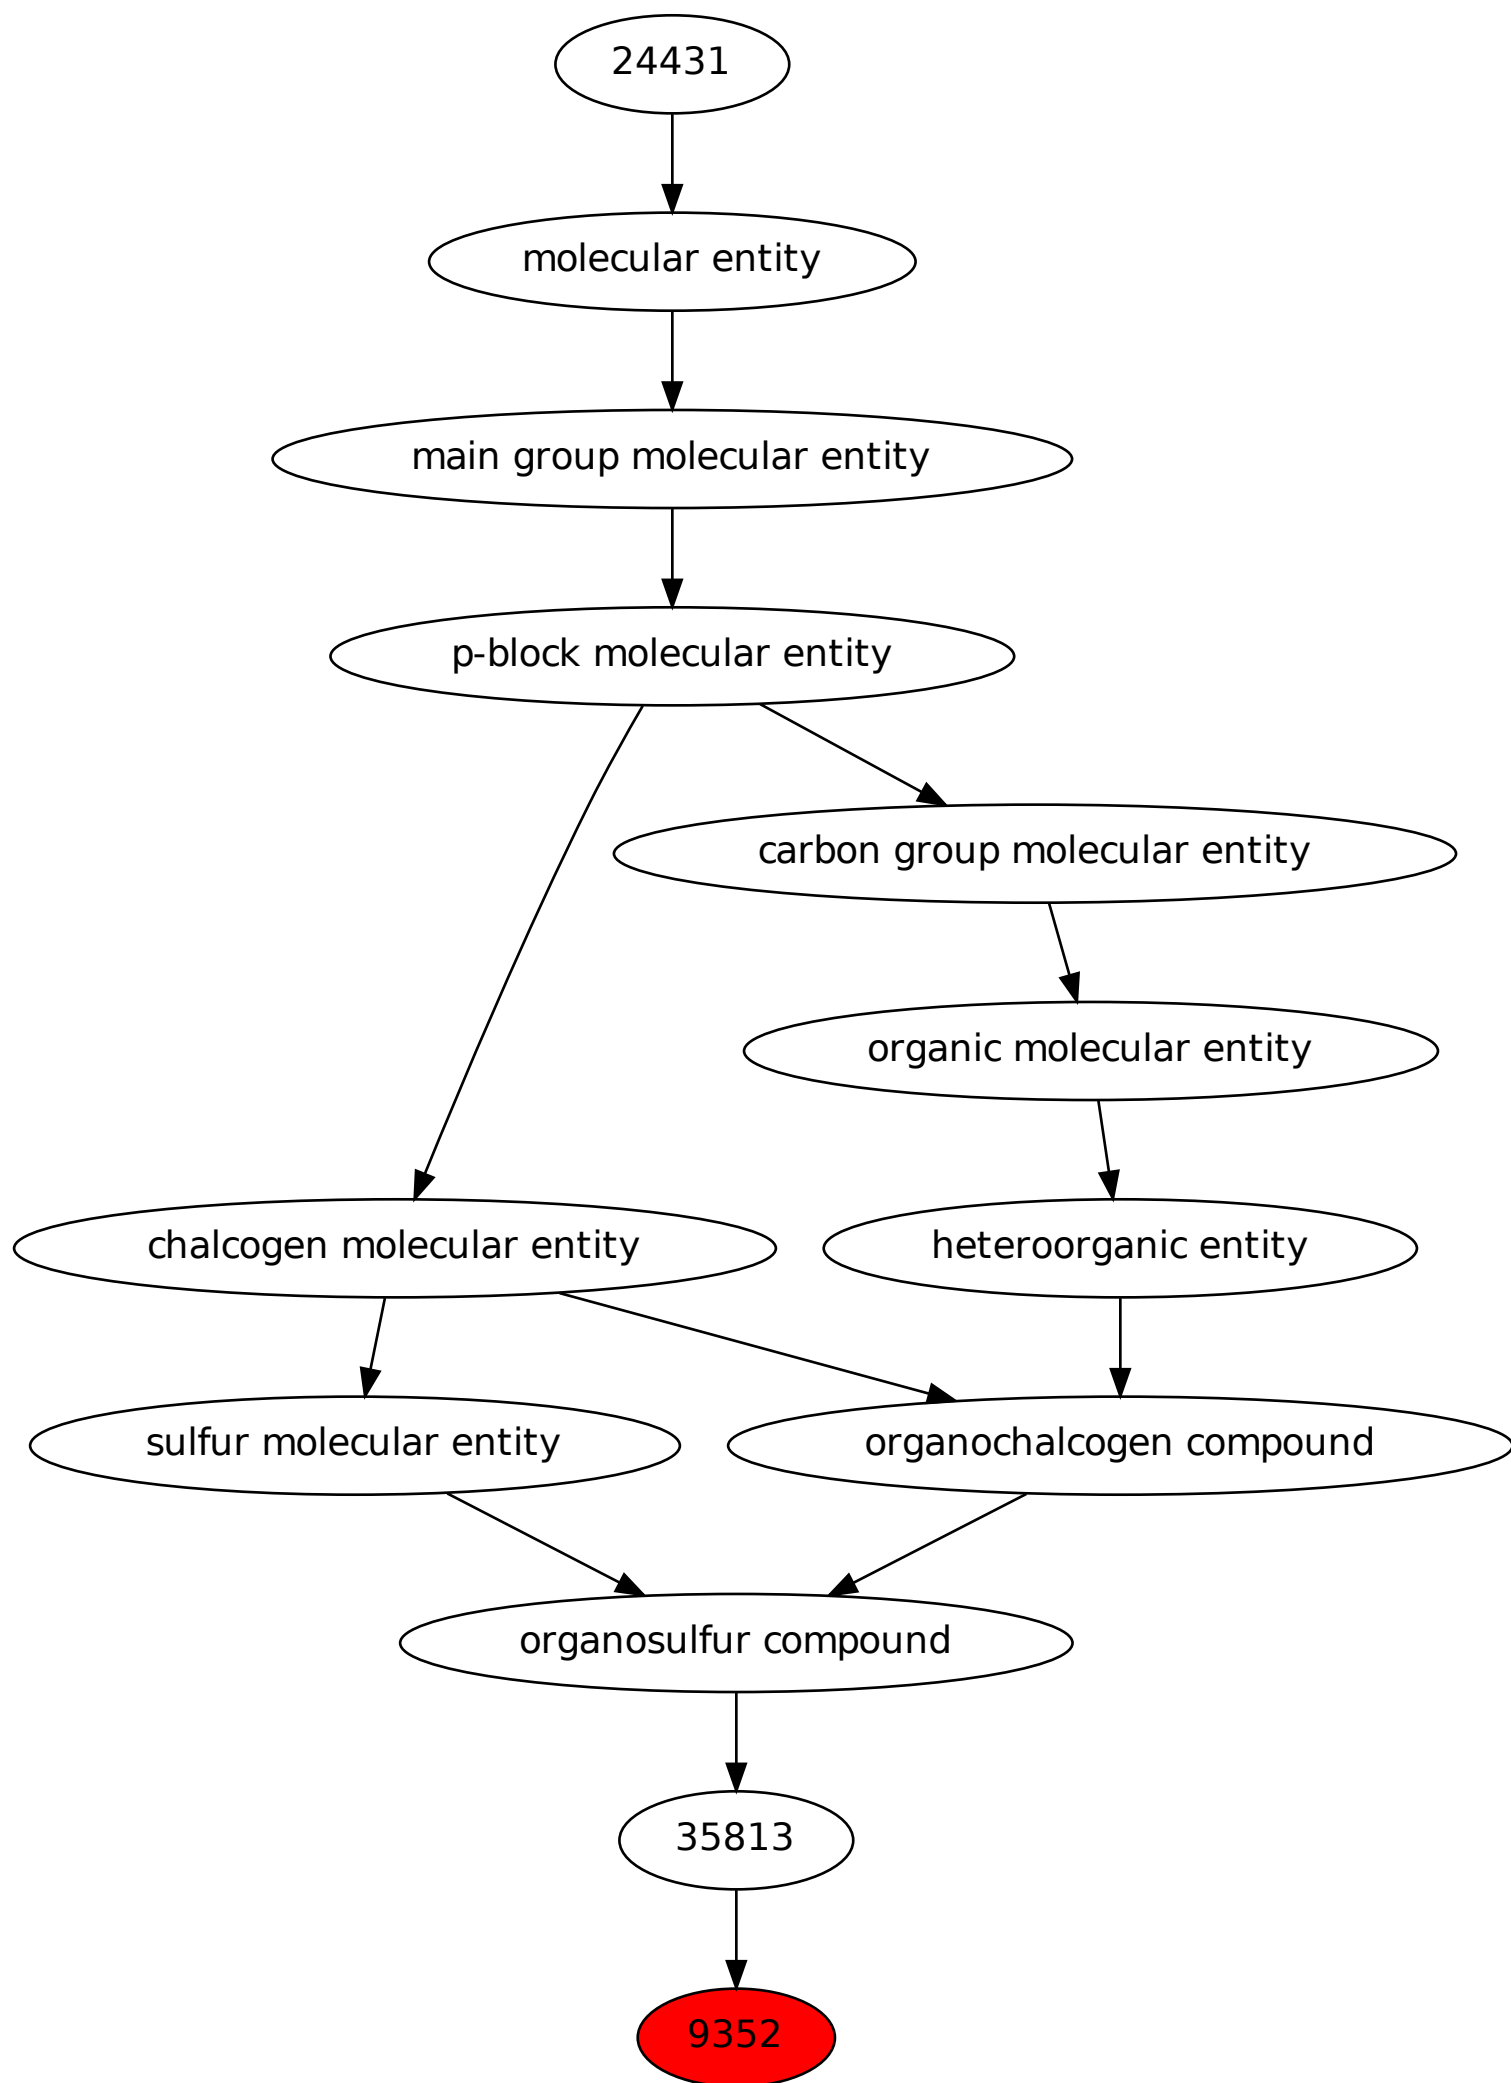 24431
molecular entity
main group molecular entity
p-block molecular entity
carbon group molecular entity
organic molecular entity
chalcogen molecular entity
heteroorganic entity
sulfur molecular entity
organochalcogen compound
organosulfur compound
35813
9352